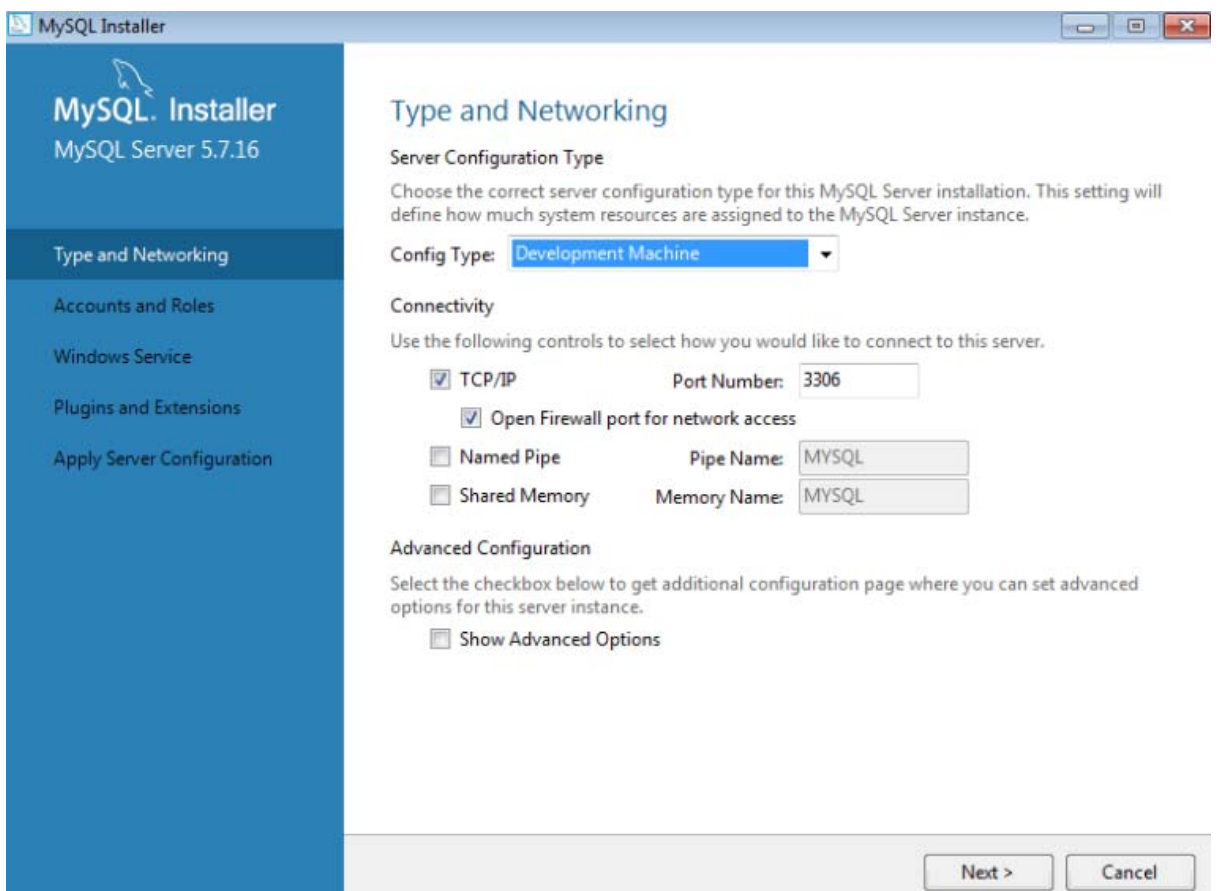 MySQL Installer
MySQL. Installer
MySQL Server 5.7.16
Type and Networking
Accounts and Roles
Windows Service
Plugins and Extensions
Apply Server Configuration
Type and Networking
Server Configuration Type
Choose the correct server configuration type for this MySQL Server installation. This setting will
define how much system resources are assigned to the MySQL Server instance.
Config Type: Development Machine
Connectivity
Use the following controls to select how you would like to connect to this server.
TCP/IP Port Number: 3306
Open Firewall port for network access
Named Pipe Pipe Name: MYSQL
Shared Memory Memory Name: MYSQL
Advanced Configuration
Select the checkbox below to get additional configuration page where you can set advanced
options for this server instance.
Show Advanced Options
Next > Cancel